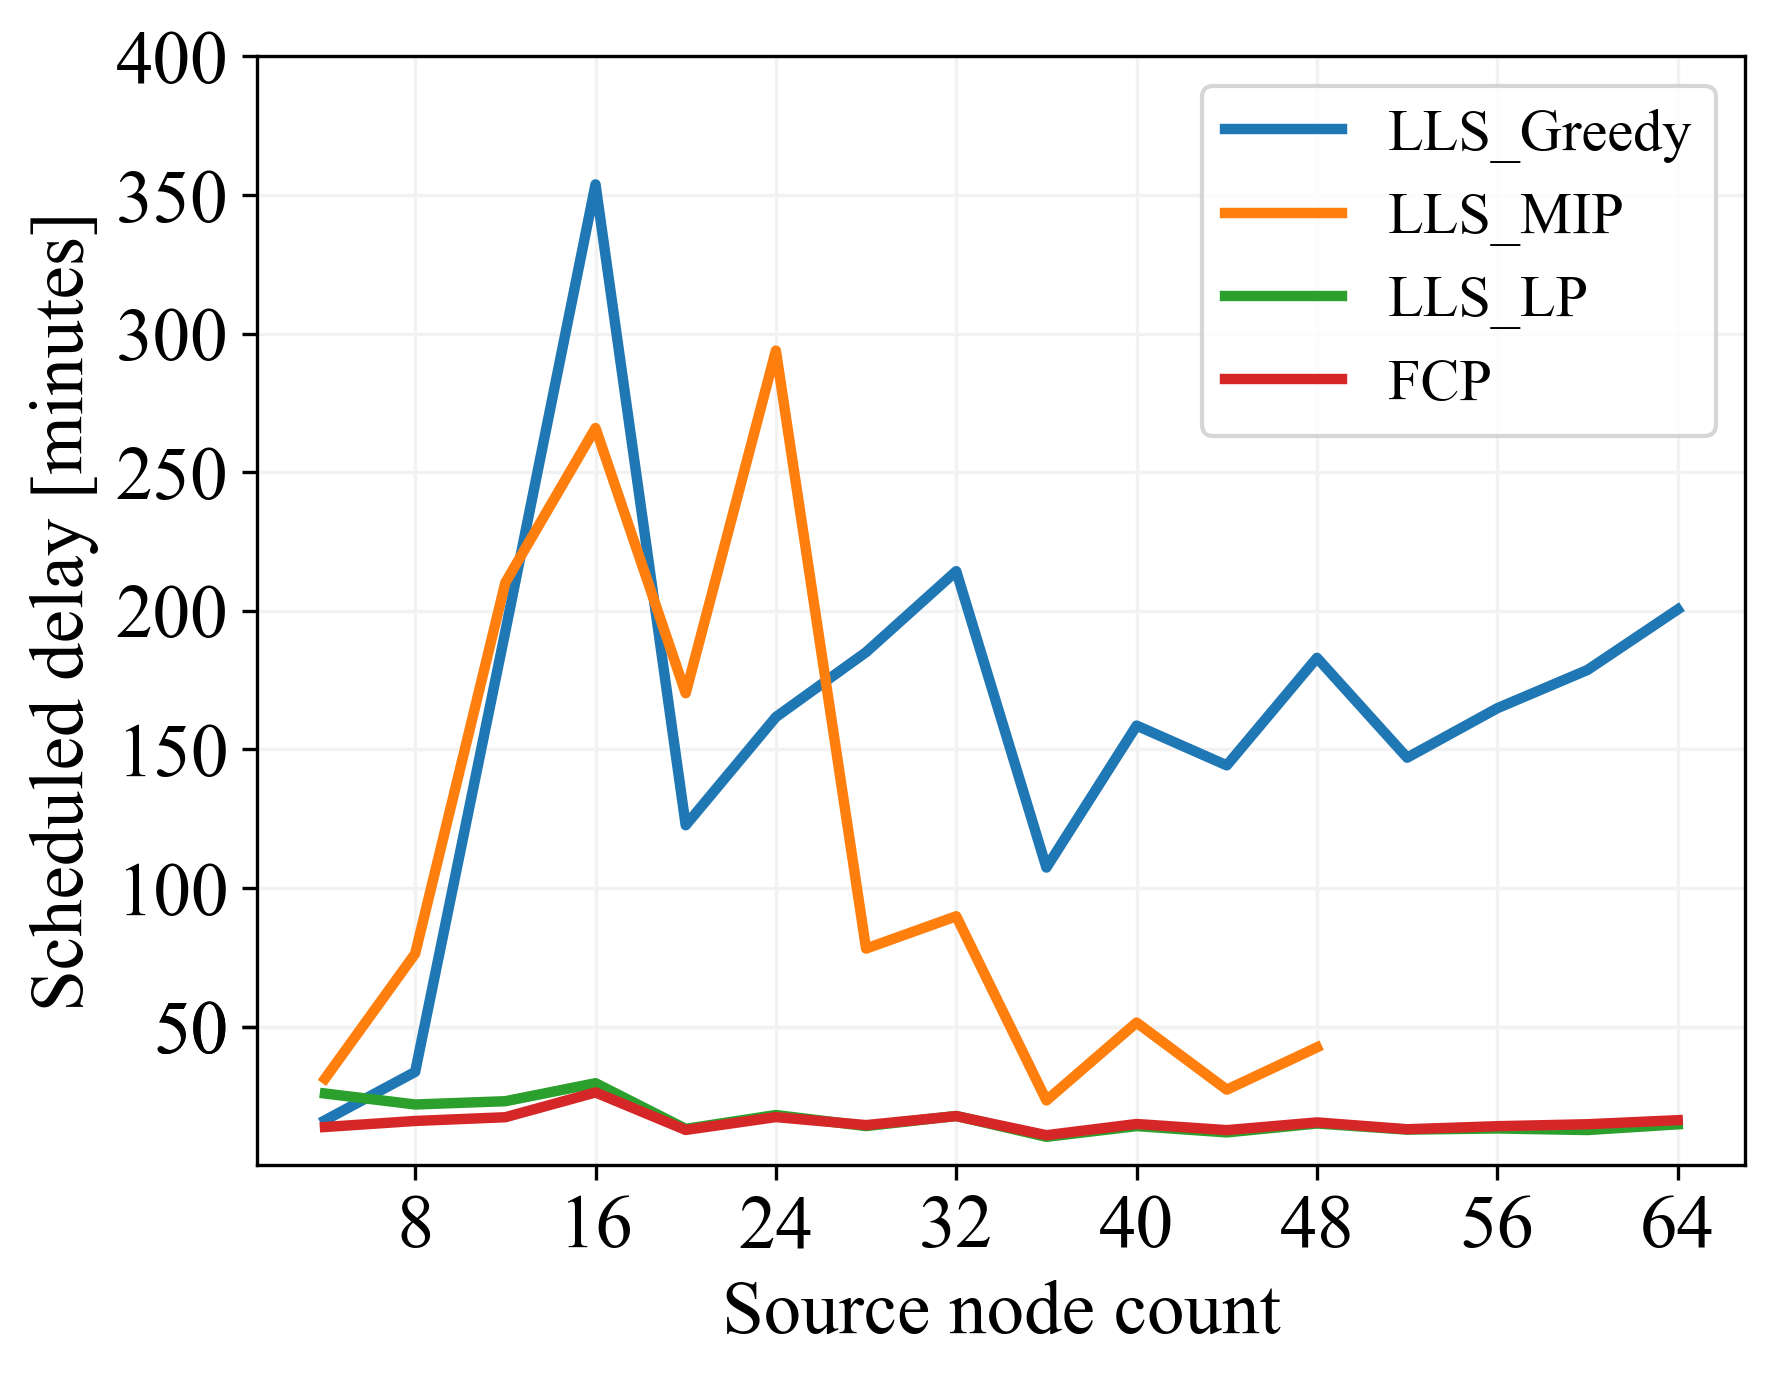 400
350
300
250
200
150
100
50
Scheduled delay [minutes]
LLS_Greedy
LLS_MIP
LLS_LP
FCP
8 16 24 32 40 48 56 64
Source node count